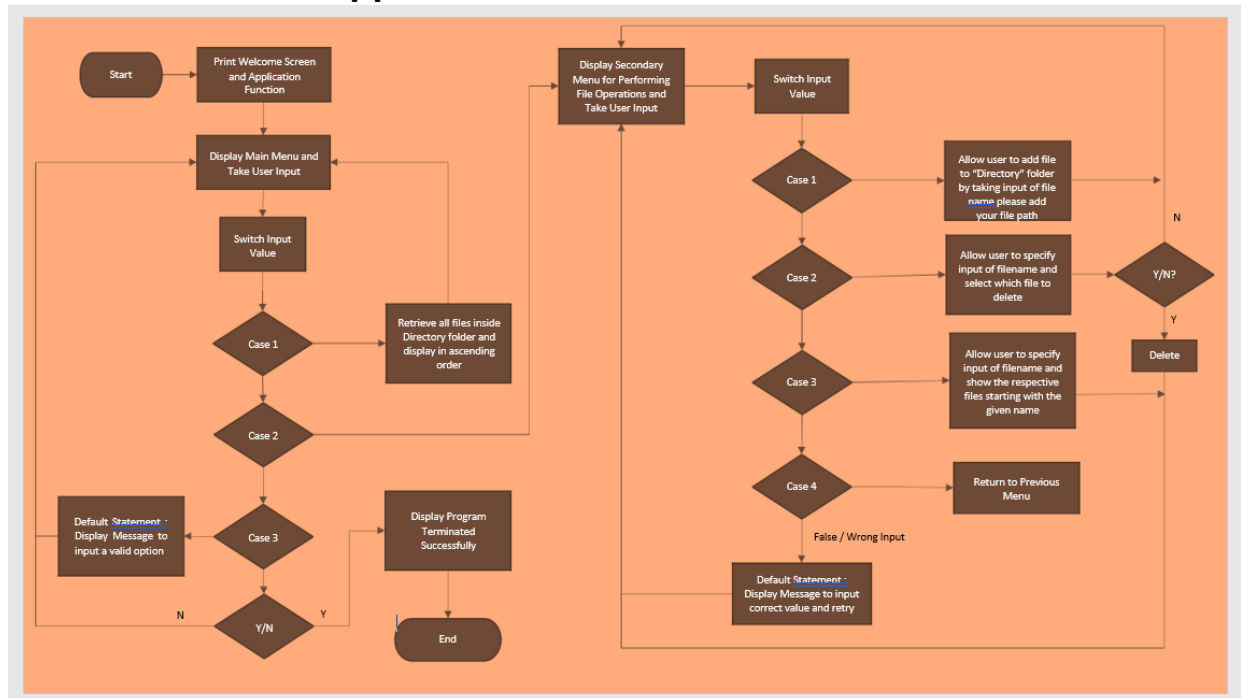 Start
Print Welcome Screen
and Application
Function
Display Main Menu and
Take User Input
Switch Input
Value
Case 1
Retrieve all files inside
Directory folder and
display in ascending
order
Case 2
Default Statement :
Display Message to
input a valid option
Case 3
Display Program
Terminated
Successfully
N
Y/N
Y
End
Display Secondary
Menu for Performing
File Operations and
Take User Input
Switch Input
Value
Case 1
Allow user to add file
to “Directory” folder
by taking input of file
name please add
your file path
N
Case 2
Allow user to specify
input of filename and
select which file to
delete
Y/N?
Y
Delete
Case 3
Allow user to specify
input of filename and
show the respective
files starting with the
given name
Case 4
Return to Previous
Menu
False / Wrong Input
Default Statement :
Display Message to input
correct value and retry